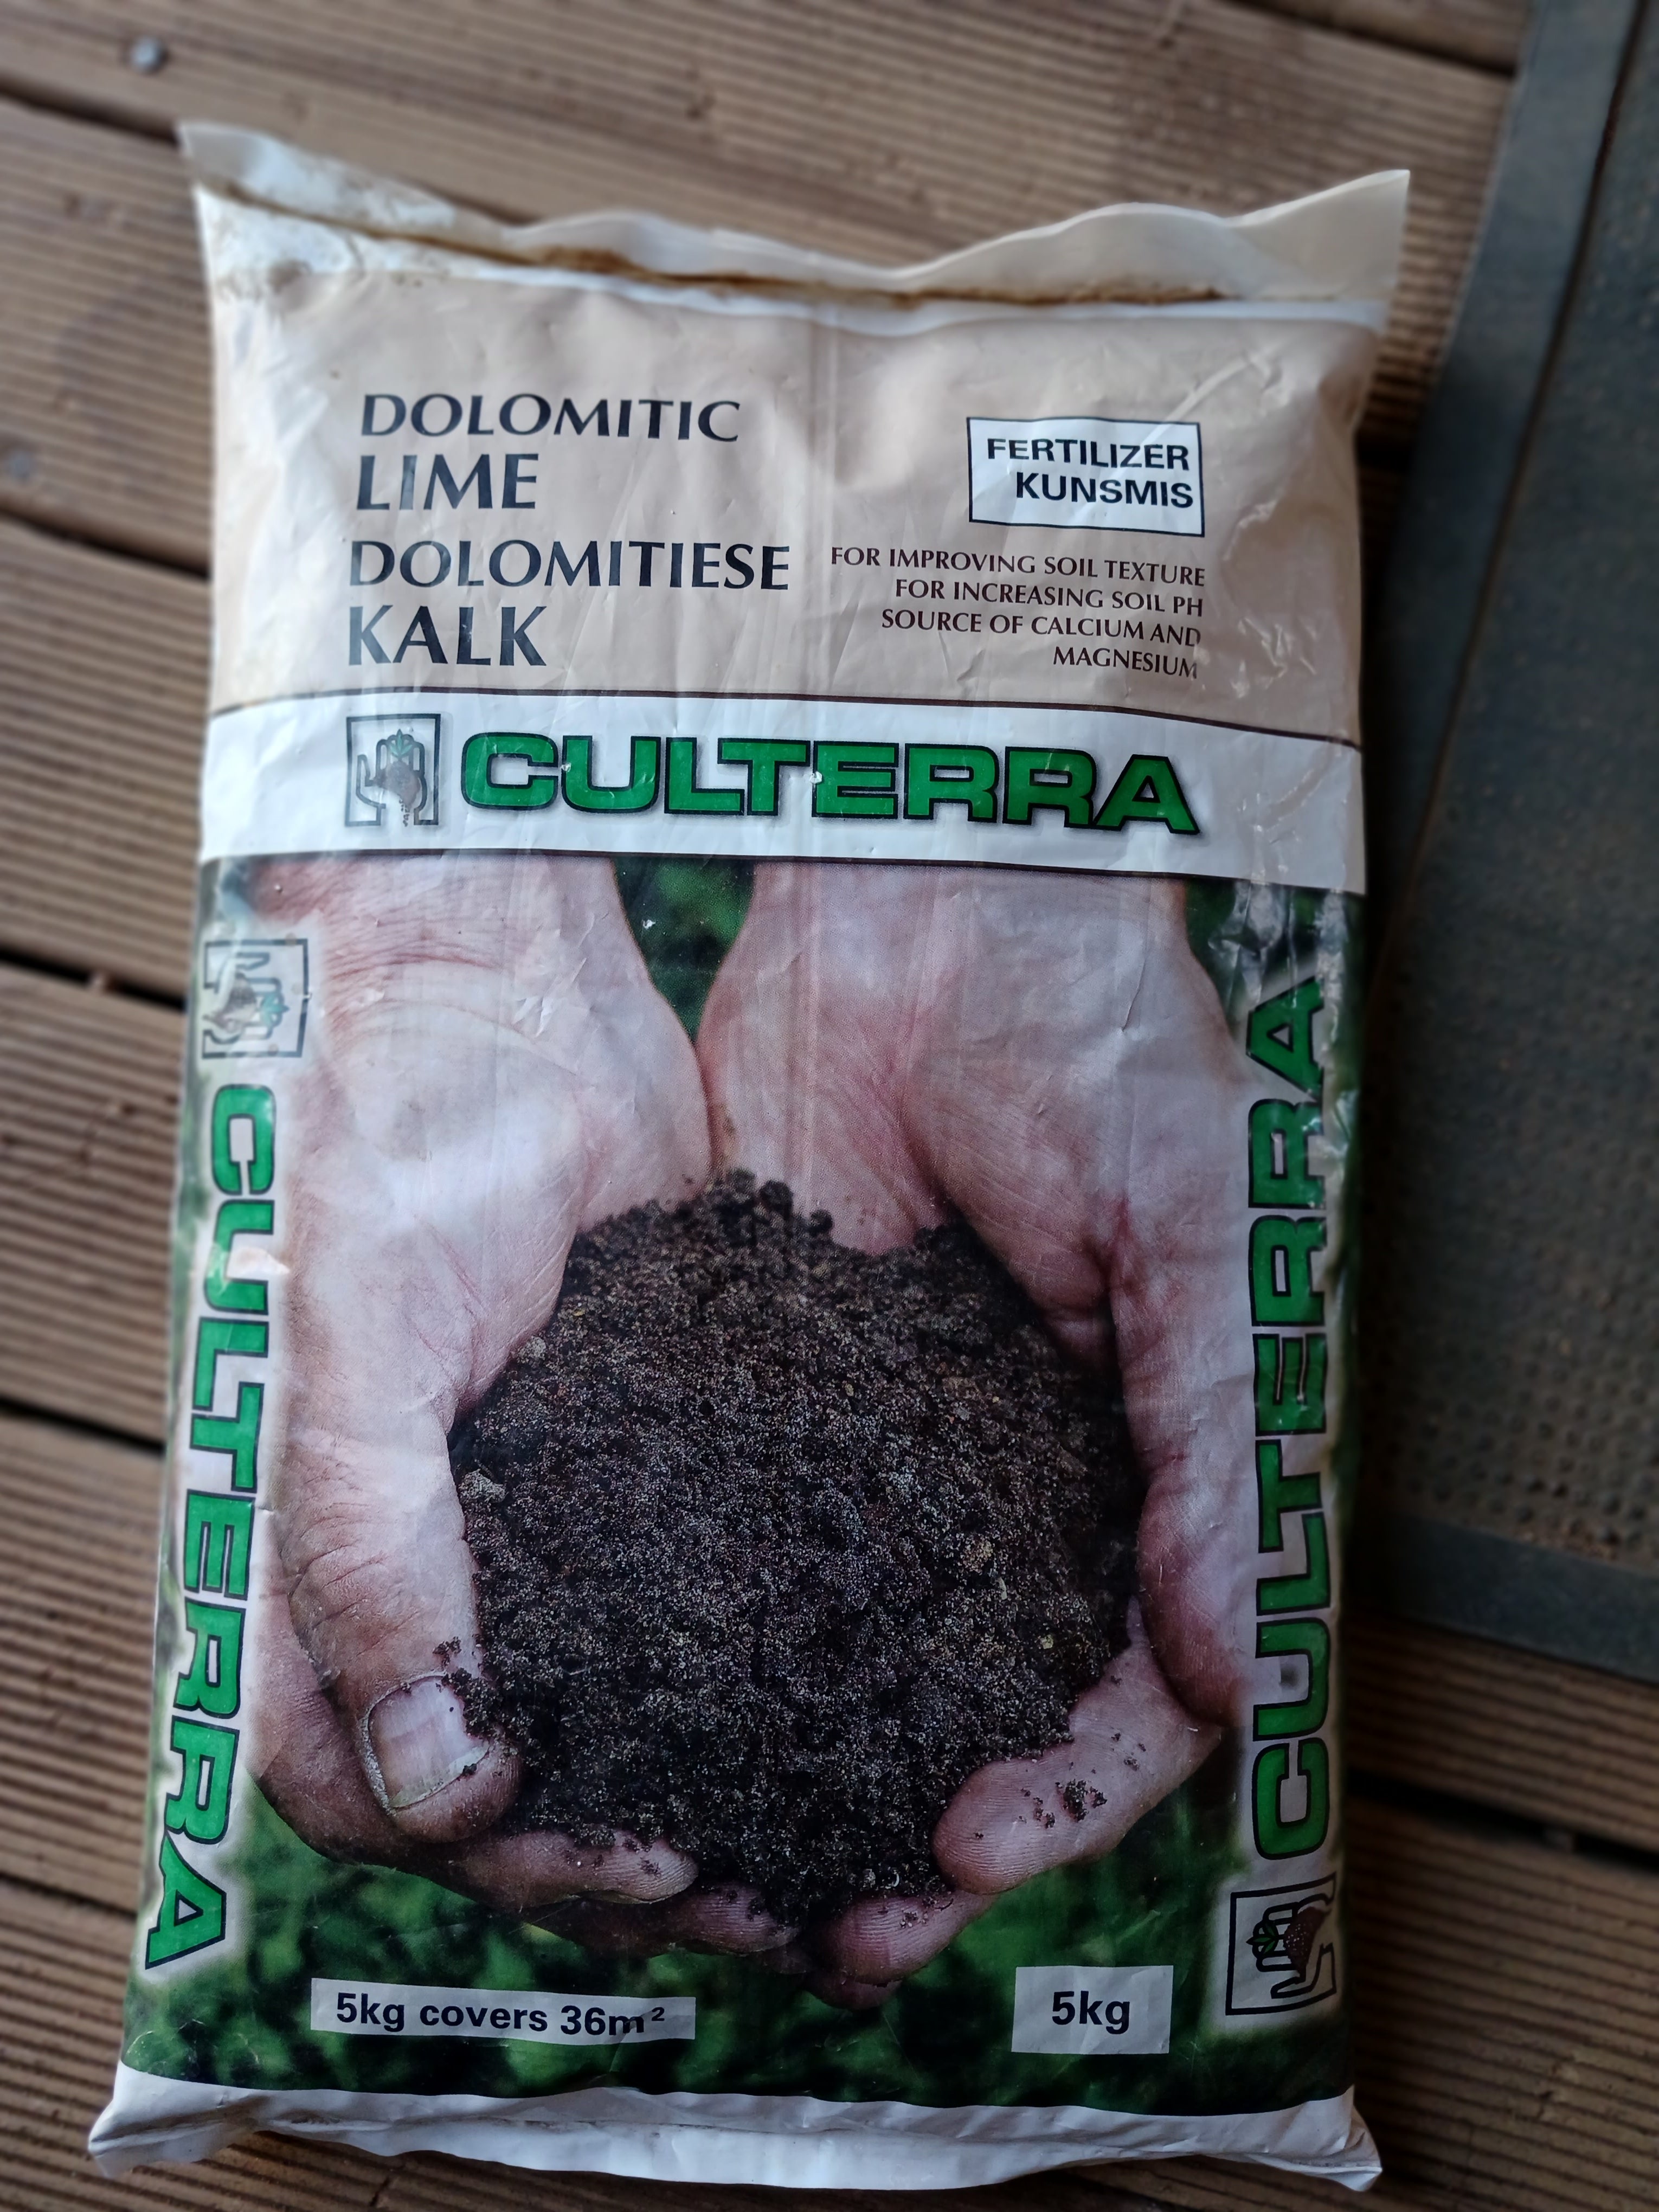 DOLOMITIC
LIME
DOLOMITIESE
KALK
FERTILIZER
KUNSMIS
FOR IMPROVING SOIL TEXTURE
FOR INCREASING SOIL PH
SOURCE OF CALCIUM AND
MAGNESIUM
CULTERRA
CULTERRA
CULTERRA
5kg covers 36m²
5kg